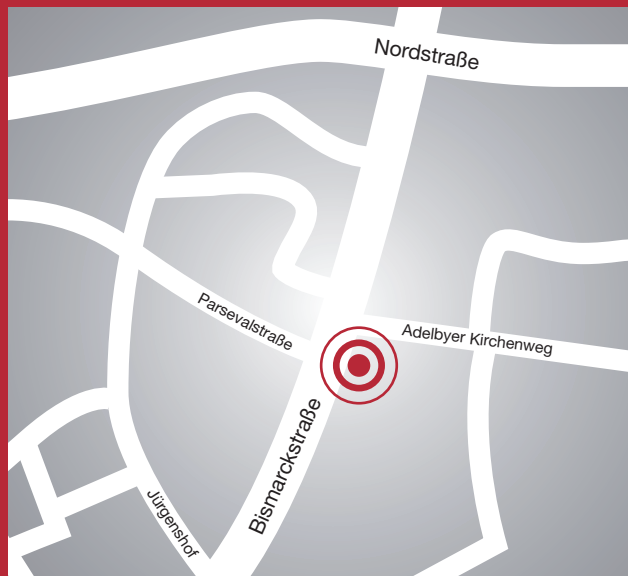 Nordstraße
Parsevalstraße
Adelbyer Kirchenweg
Bismarckstraße
Jürgenshof